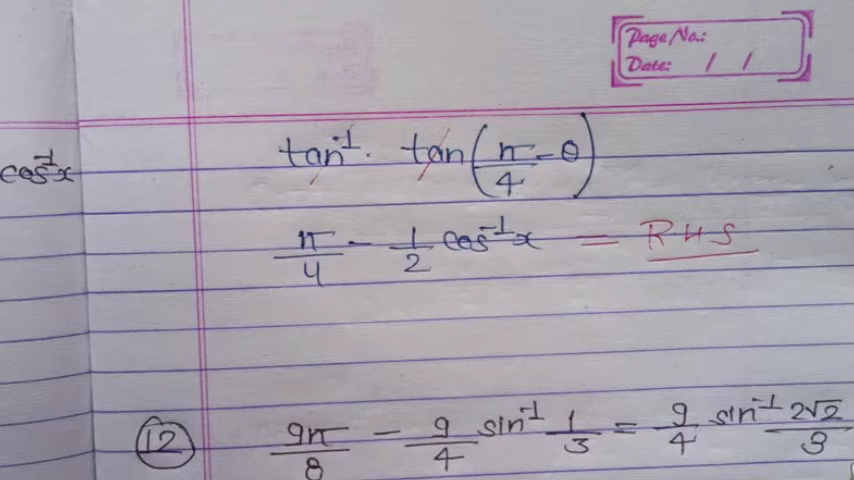 Page No.:
Date: / /
cos⁻¹x
tan⁻¹. tan(π/4 - θ)
π/4 - 1/2 cos⁻¹x = RHS
12 9π/8 - 9/4 sin⁻¹ 1/3 = 9/4 sin⁻¹ 2√2/3